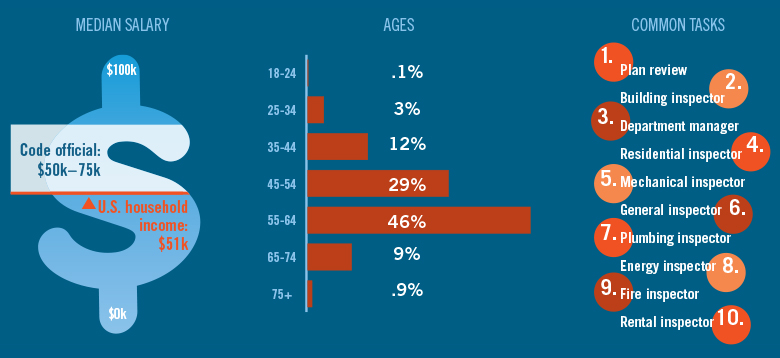 MEDIAN SALARY
$100k
Code official:
$50k–75k
U.S. household
income:
$51k
$0k
AGES
18-24 .1%
25-34 3%
35-44 12%
45-54 29%
55-64 46%
65-74 9%
75+ .9%
COMMON TASKS
1. Plan review
Building inspector 2.
3. Department manager
Residential inspector 4.
5. Mechanical inspector
General inspector 6.
7. Plumbing inspector
Energy inspector 8.
9. Fire inspector
Rental inspector 10.